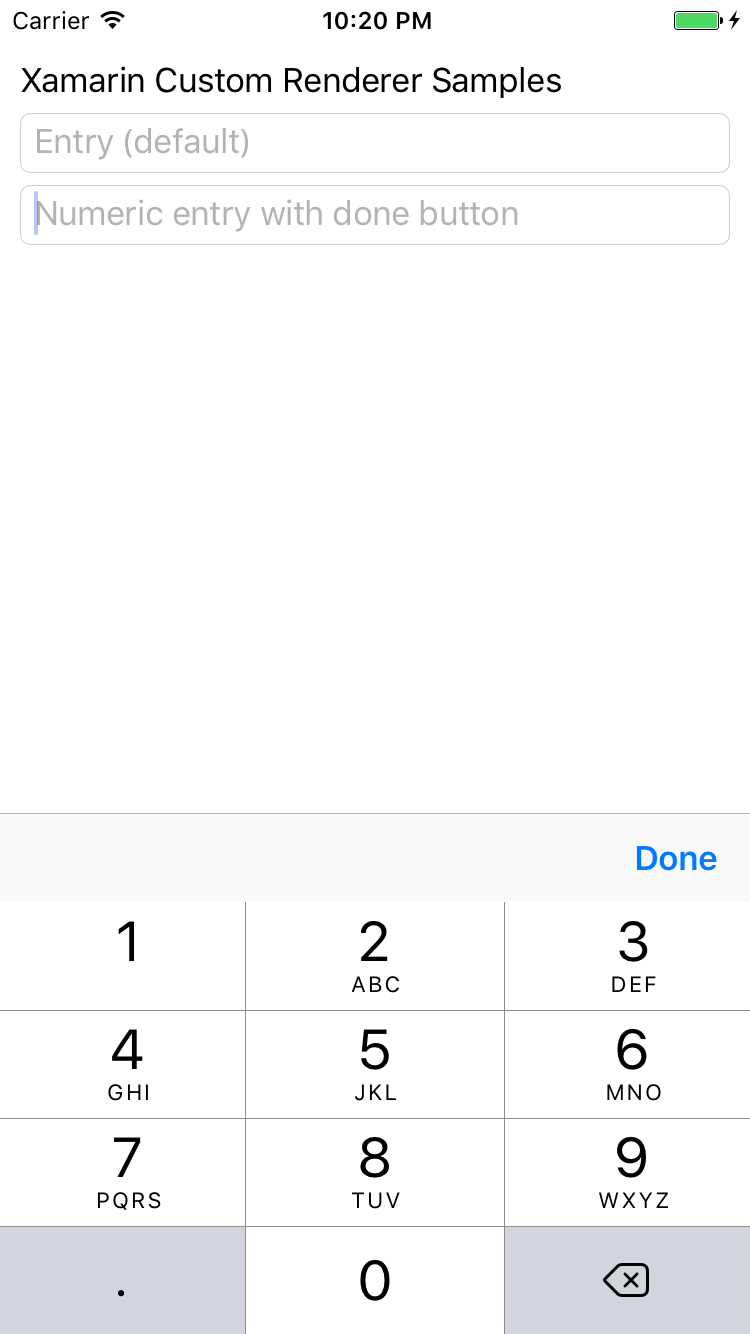 Carrier 10:20 PM
Xamarin Custom Renderer Samples
Entry (default)
Numeric entry with done button
Done
1 2 3
ABC DEF
4 5 6
GHI JKL MNO
7 8 9
PQRS TUV WXYZ
. 0